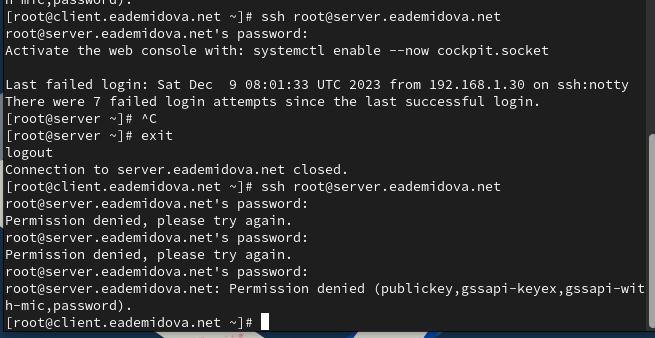 h-mic,password).
[root@client.eademidova.net ~]# ssh root@server.eademidova.net
root@server.eademidova.net's password:
Activate the web console with: systemctl enable --now cockpit.socket
Last failed login: Sat Dec  9 08:01:33 UTC 2023 from 192.168.1.30 on ssh:notty
There were 7 failed login attempts since the last successful login.
[root@server ~]# ^C
[root@server ~]# exit
logout
Connection to server.eademidova.net closed.
[root@client.eademidova.net ~]# ssh root@server.eademidova.net
root@server.eademidova.net's password:
Permission denied, please try again.
root@server.eademidova.net's password:
Permission denied, please try again.
root@server.eademidova.net's password:
root@server.eademidova.net: Permission denied (publickey,gssapi-keyex,gssapi-wit
h-mic,password).
[root@client.eademidova.net ~]#